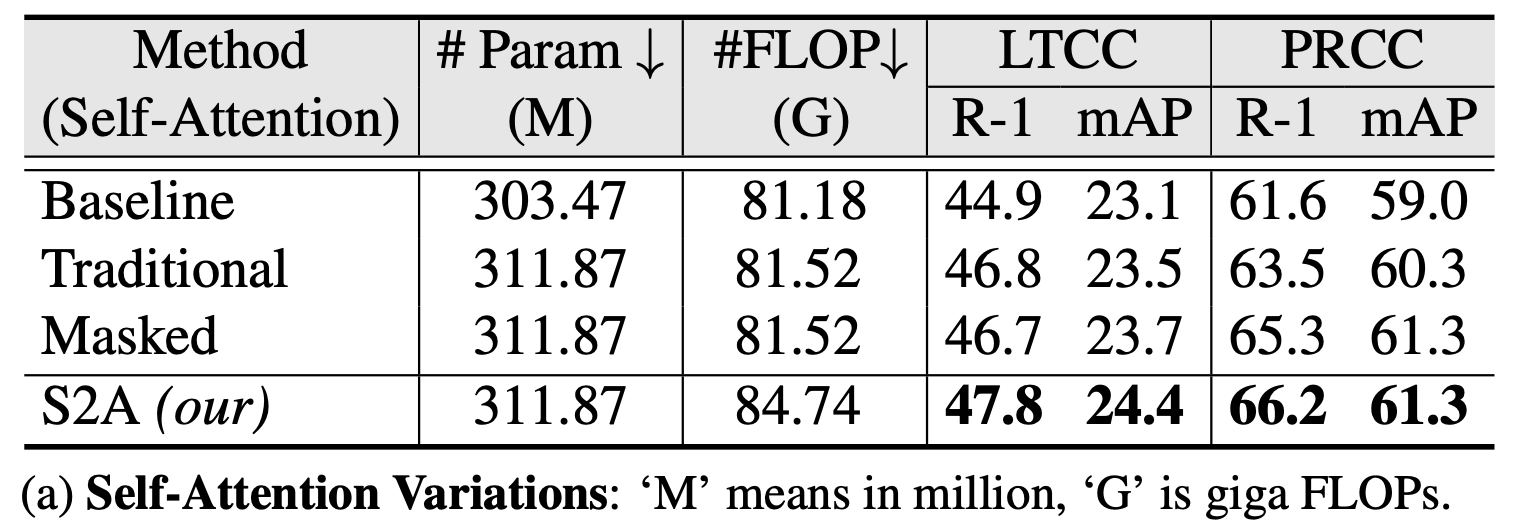 Method # Param ↓ #FLOP↓ LTCC PRCC
(Self-Attention) (M) (G) R-1 mAP R-1 mAP
Baseline 303.47 81.18 44.9 23.1 61.6 59.0
Traditional 311.87 81.52 46.8 23.5 63.5 60.3
Masked 311.87 81.52 46.7 23.7 65.3 61.3
S2A (our) 311.87 84.74 47.8 24.4 66.2 61.3
(a) Self-Attention Variations: ‘M’ means in million, ‘G’ is giga FLOPs.